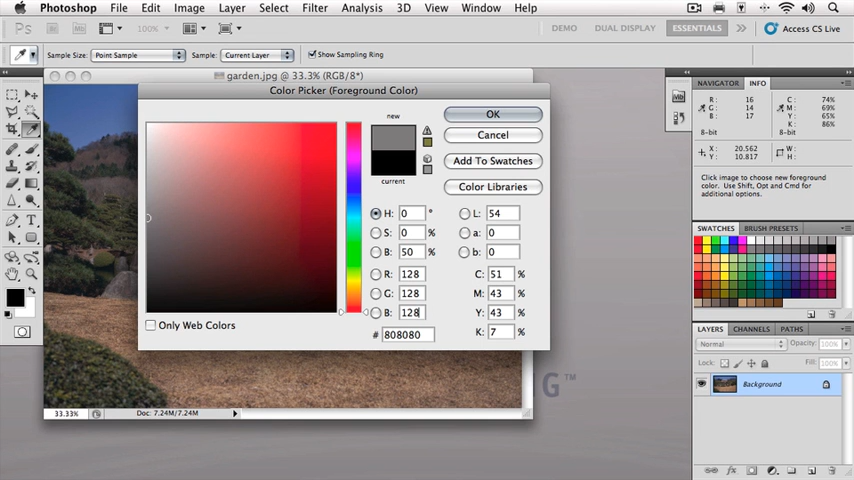 Photoshop File Edit Image Layer Select Filter Analysis 3D View Window Help
Ps 100% DEMO DUAL DISPLAY ESSENTIALS Access CS Live
Sample Size: Point Sample Sample: Current Layer Show Sampling Ring
garden.jpg @ 33.3% (RGB/8*)
Color Picker (Foreground Color)
new
current
OK
Cancel
Add To Swatches
Color Libraries
H: 0 °
S: 0 %
B: 50 %
R: 128
G: 128
B: 128
# 808080
L: 54
a: 0
b: 0
C: 51 %
M: 43 %
Y: 43 %
K: 7 %
Only Web Colors
33.33% Doc: 7.24M/7.24M
G™
NAVIGATOR INFO
R: 16 C: 74%
G: 14 M: 69%
B: 17 Y: 65%
K: 86%
8-bit 8-bit
X: 20.562 W:
Y: 10.817 H:
Click image to choose new foreground
color. Use Shift, Opt and Cmd for
additional options.
SWATCHES BRUSH PRESETS
LAYERS CHANNELS PATHS
Normal Opacity: 100%
Lock: Fill: 100%
Background